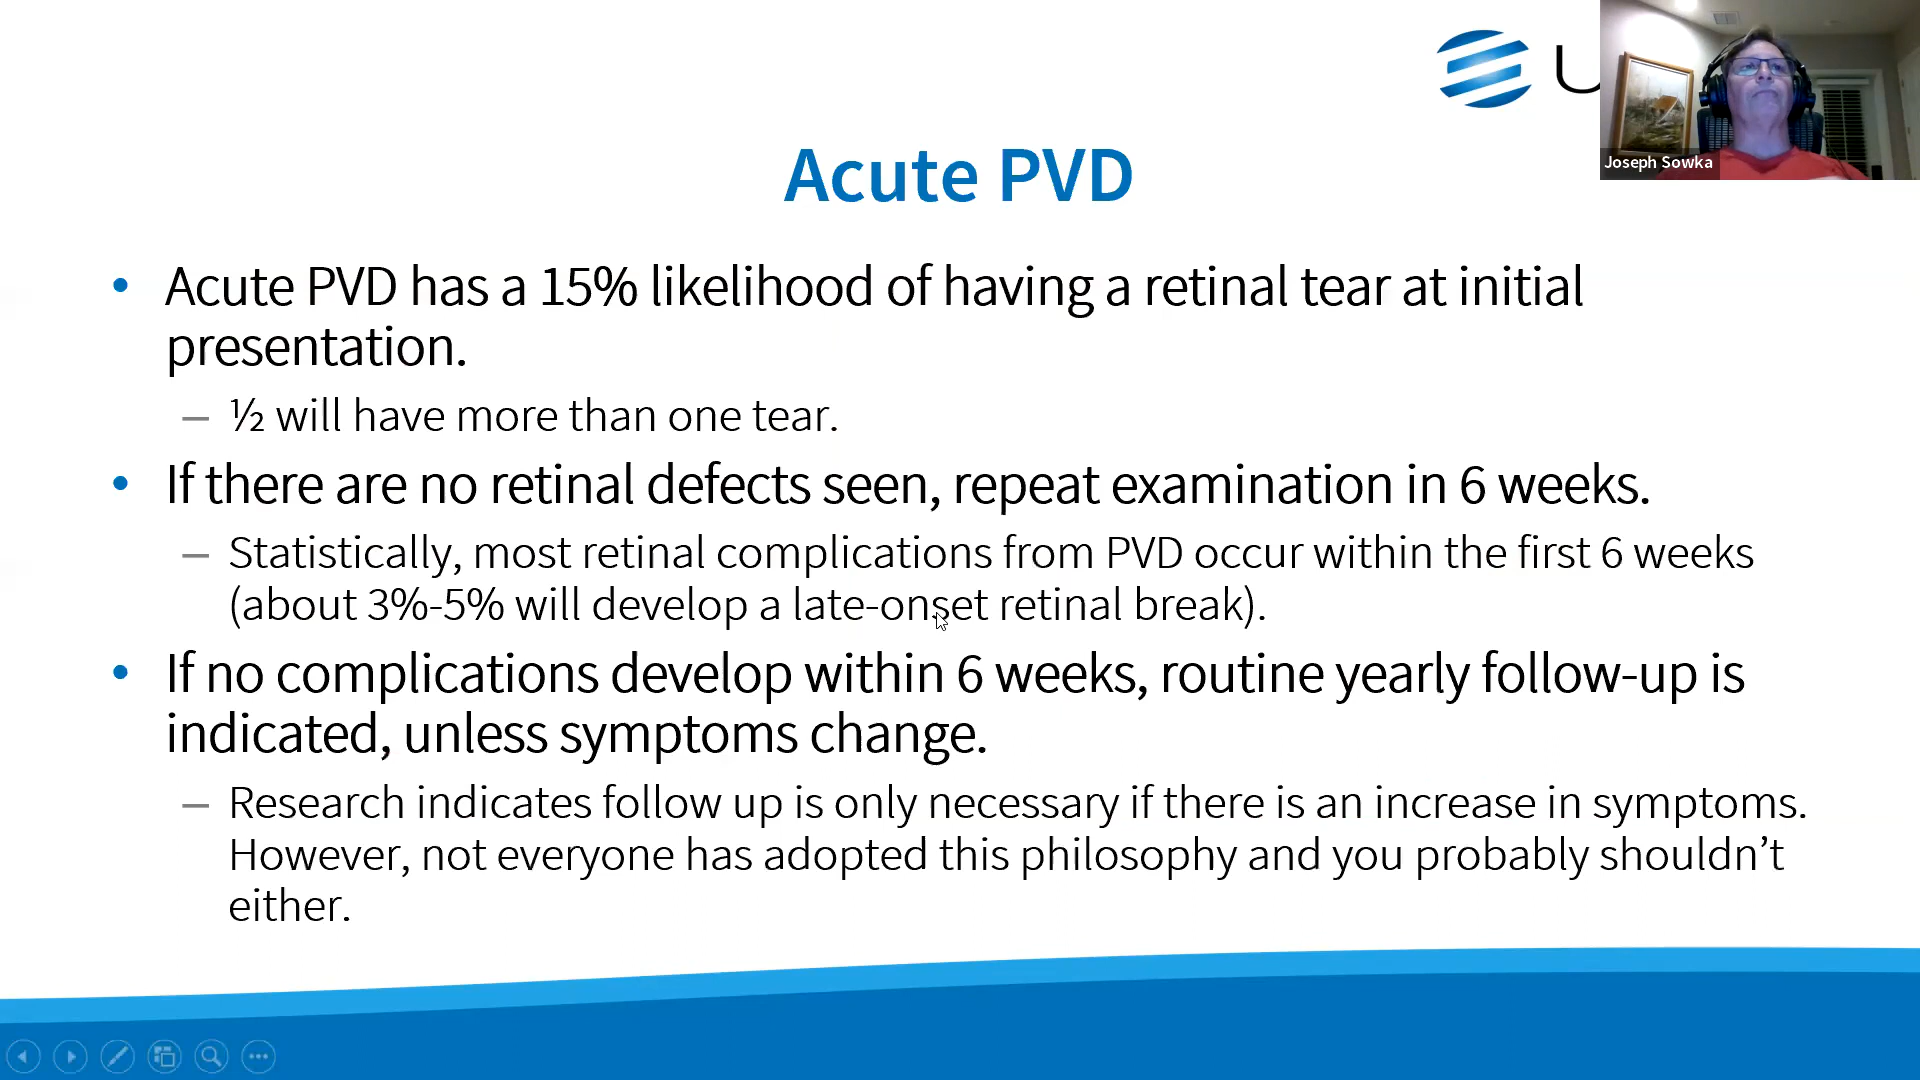 Joseph Sowka
Acute PVD
• Acute PVD has a 15% likelihood of having a retinal tear at initial
presentation.
– ½ will have more than one tear.
• If there are no retinal defects seen, repeat examination in 6 weeks.
– Statistically, most retinal complications from PVD occur within the first 6 weeks
(about 3%-5% will develop a late-onset retinal break).
• If no complications develop within 6 weeks, routine yearly follow-up is
indicated, unless symptoms change.
– Research indicates follow up is only necessary if there is an increase in symptoms.
However, not everyone has adopted this philosophy and you probably shouldn’t
either.